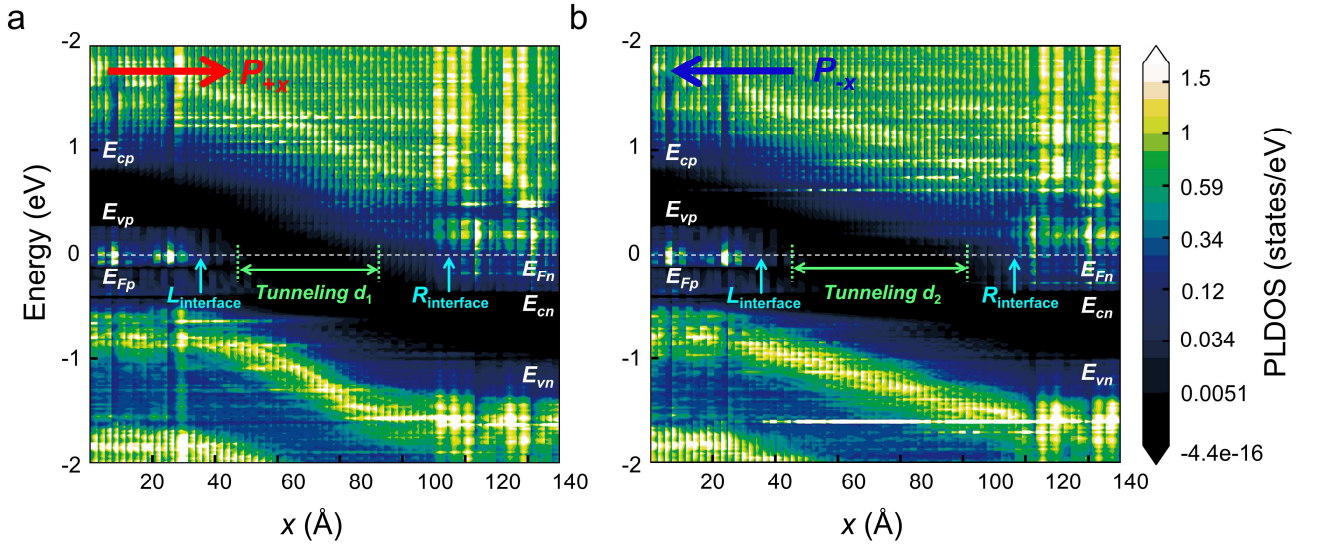 a
b
-2
1
0
-1
-2
Energy (eV)
P+x
Ecp
Evp
EFp
Linterface
Tunneling d1
Rinterface
EFn
Ecn
Evn
20
40
60
80
100
120
140
x (Å)
-2
1
0
-1
-2
P-x
Ecp
Evp
EFp
Linterface
Tunneling d2
Rinterface
EFn
Ecn
Evn
20
40
60
80
100
120
140
x (Å)
1.5
1
0.59
0.34
0.12
0.034
0.0051
-4.4e-16
PLDOS (states/eV)